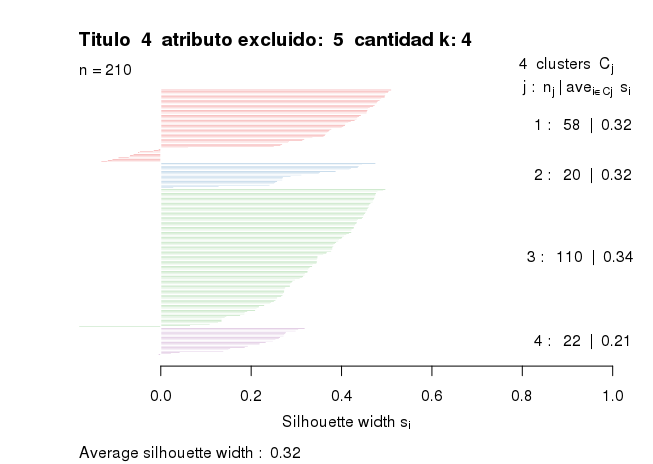 Titulo 4 atributo excluido: 5 cantidad k: 4
n = 210
4 clusters Cj
j : nj | avei∈Cj si
1 : 58 | 0.32
2 : 20 | 0.32
3 : 110 | 0.34
4 : 22 | 0.21
0.0 0.2 0.4 0.6 0.8 1.0
Silhouette width si
Average silhouette width : 0.32